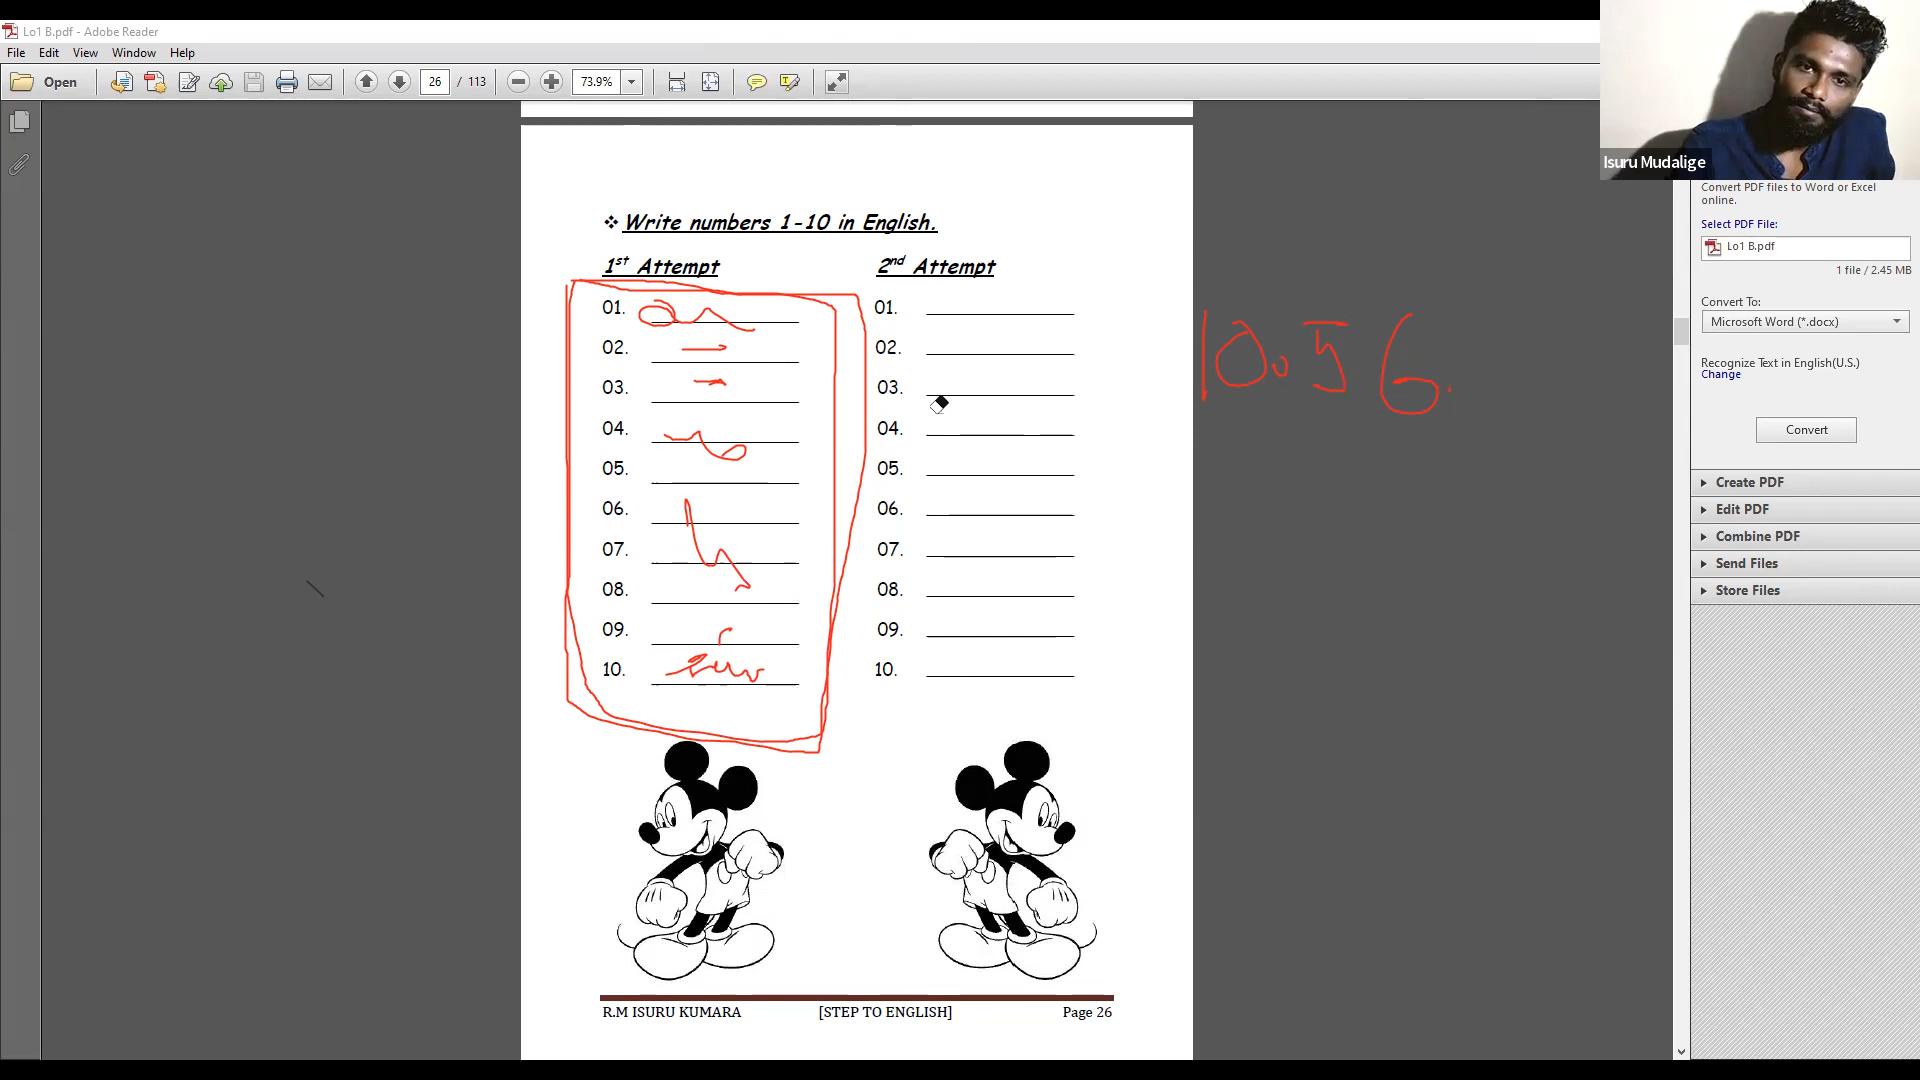 Lo1 B.pdf - Adobe Reader
File Edit View Window Help
Open 26 / 113 73.9%
Isuru Mudalige
Convert PDF files to Word or Excel
online.
Select PDF File:
Lo1 B.pdf
1 file / 2.45 MB
Convert To:
Microsoft Word (*.docx)
Recognize Text in English(U.S.)
Change
Convert
Create PDF
Edit PDF
Combine PDF
Send Files
Store Files
❖ Write numbers 1-10 in English.
1st Attempt 2nd Attempt
01. 01.
02. 02.
03. 03.
04. 04.
05. 05.
06. 06.
07. 07.
08. 08.
09. 09.
10. 10.
10.56.
R.M ISURU KUMARA [STEP TO ENGLISH] Page 26